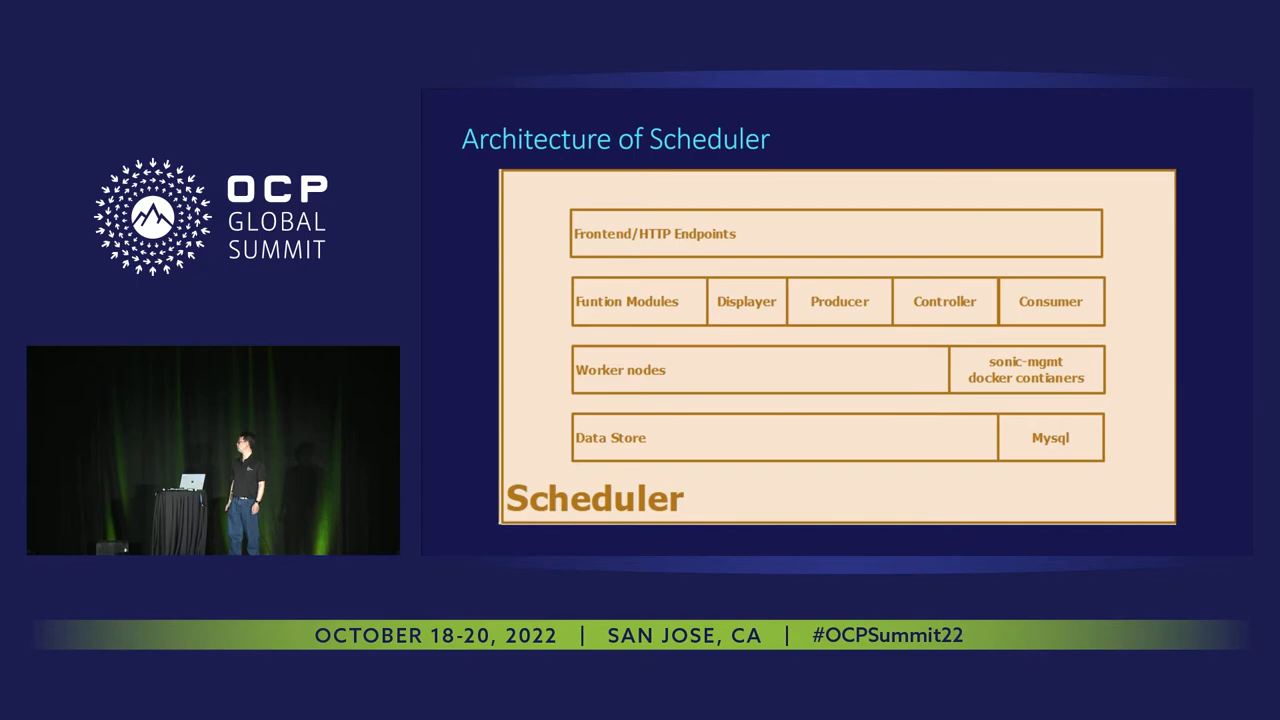 OCP
GLOBAL
SUMMIT
Architecture of Scheduler
Frontend/HTTP Endpoints
Funtion Modules
Displayer
Producer
Controller
Consumer
Worker nodes
sonic-mgmt
docker contianers
Data Store
Mysql
Scheduler
OCTOBER 18-20, 2022 | SAN JOSE, CA | #OCPSummit22